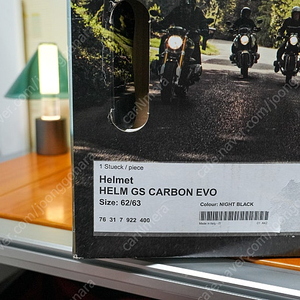 1 Stueck / piece
Helmet
HELM GS CARBON EVO
Size: 62/63
Colour: NIGHT BLACK
76 31 7 922 400